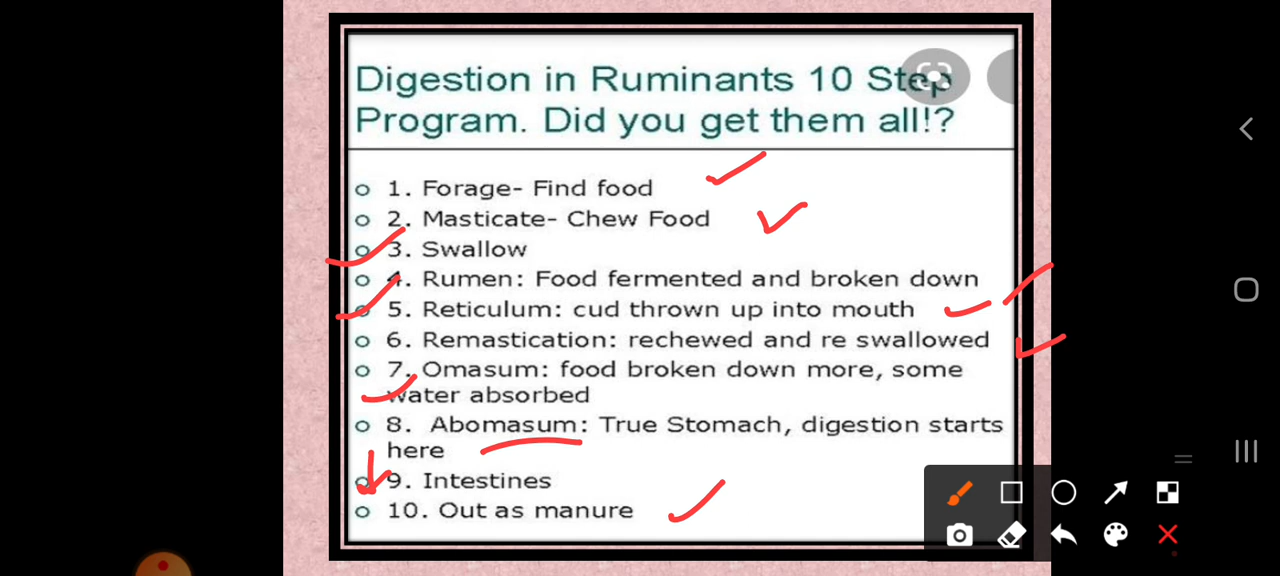 Digestion in Ruminants 10 Step
Program. Did you get them all!?
1. Forage- Find food
2. Masticate- Chew Food
3. Swallow
4. Rumen: Food fermented and broken down
5. Reticulum: cud thrown up into mouth
6. Remastication: rechewed and re swallowed
7. Omasum: food broken down more, some
water absorbed
8. Abomasum: True Stomach, digestion starts
here
9. Intestines
10. Out as manure